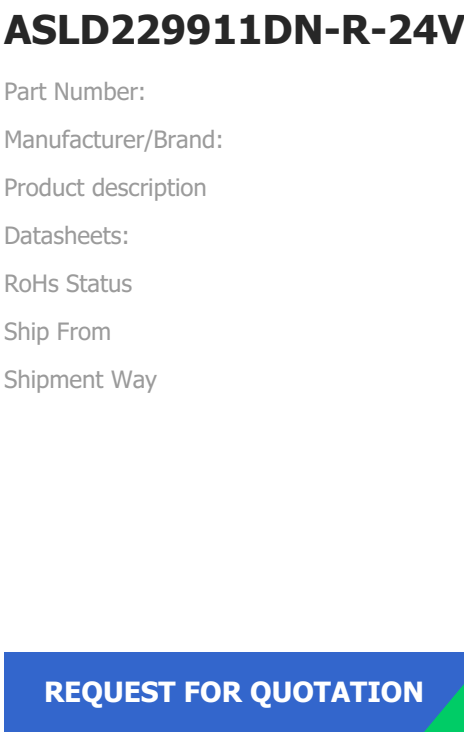 ASLD229911DN-R-24V
Part Number:
Manufacturer/Brand:
Product description
Datasheets:
RoHs Status
Ship From
Shipment Way
REQUEST FOR QUOTATION